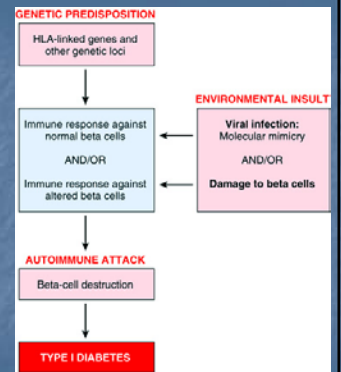 GENETIC PREDISPOSITION
HLA-linked genes and
other genetic loci
ENVIRONMENTAL INSULT
Immune response against
normal beta cells
AND/OR
Immune response against
altered beta cells
Viral infection:
Molecular mimicry
AND/OR
Damage to beta cells
AUTOIMMUNE ATTACK
Beta-cell destruction
TYPE I DIABETES